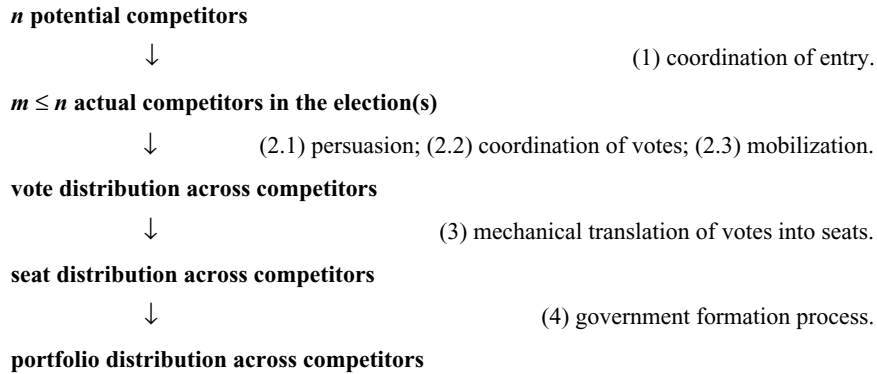 n potential competitors
↓ (1) coordination of entry.
m ≤ n actual competitors in the election(s)
↓ (2.1) persuasion; (2.2) coordination of votes; (2.3) mobilization.
vote distribution across competitors
↓ (3) mechanical translation of votes into seats.
seat distribution across competitors
↓ (4) government formation process.
portfolio distribution across competitors